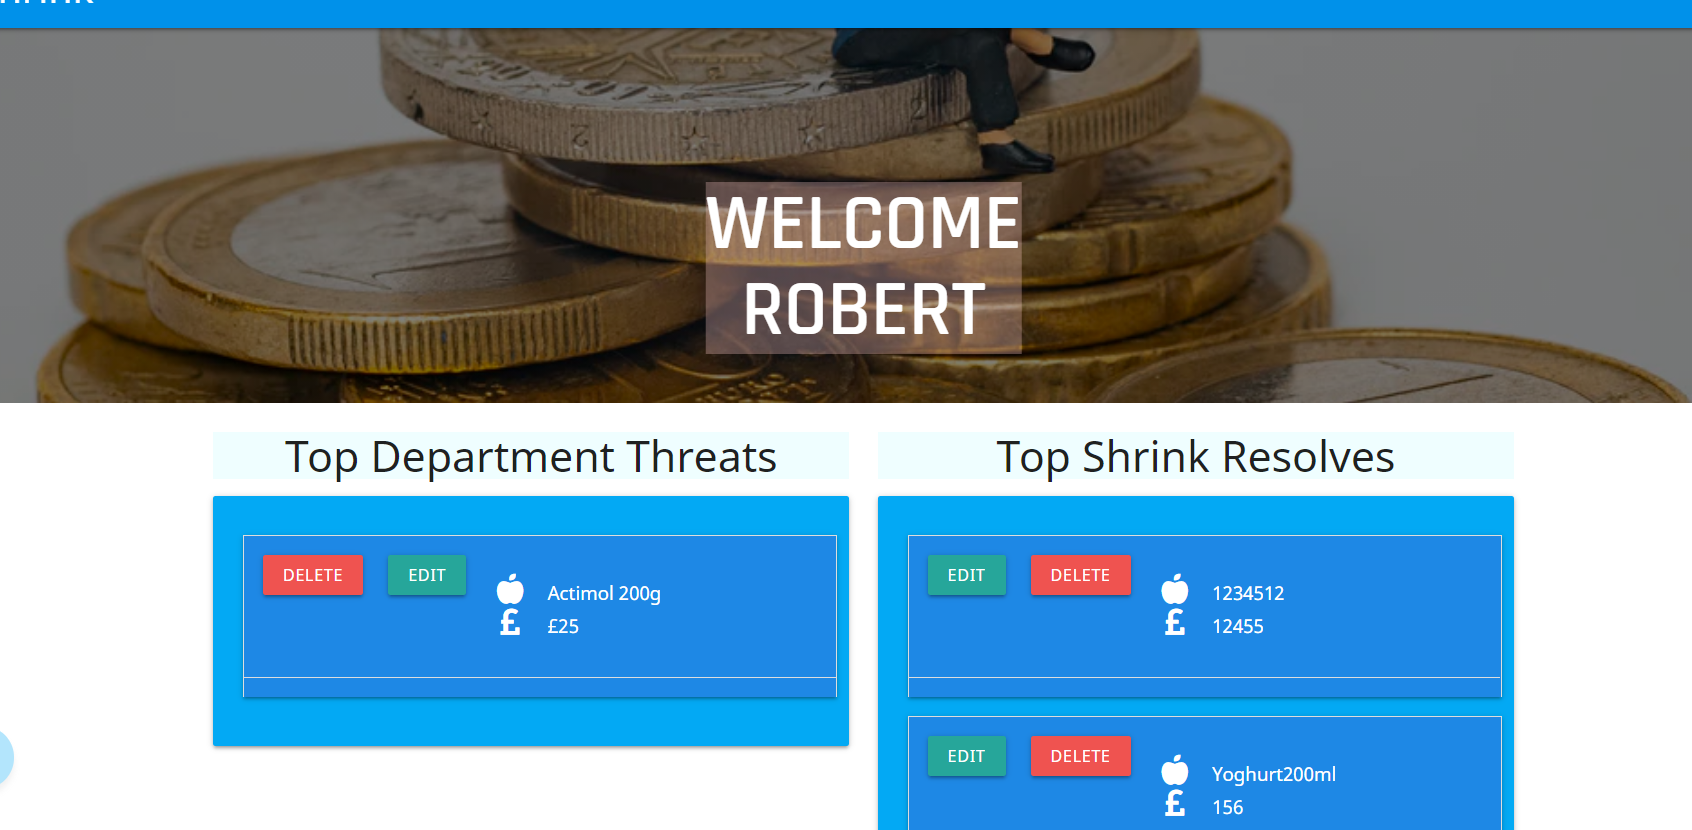 WELCOME
ROBERT
Top Department Threats
DELETE EDIT
Actimol 200g
£ £25
Top Shrink Resolves
EDIT DELETE
1234512
£ 12455
EDIT DELETE
Yoghurt200ml
£ 156